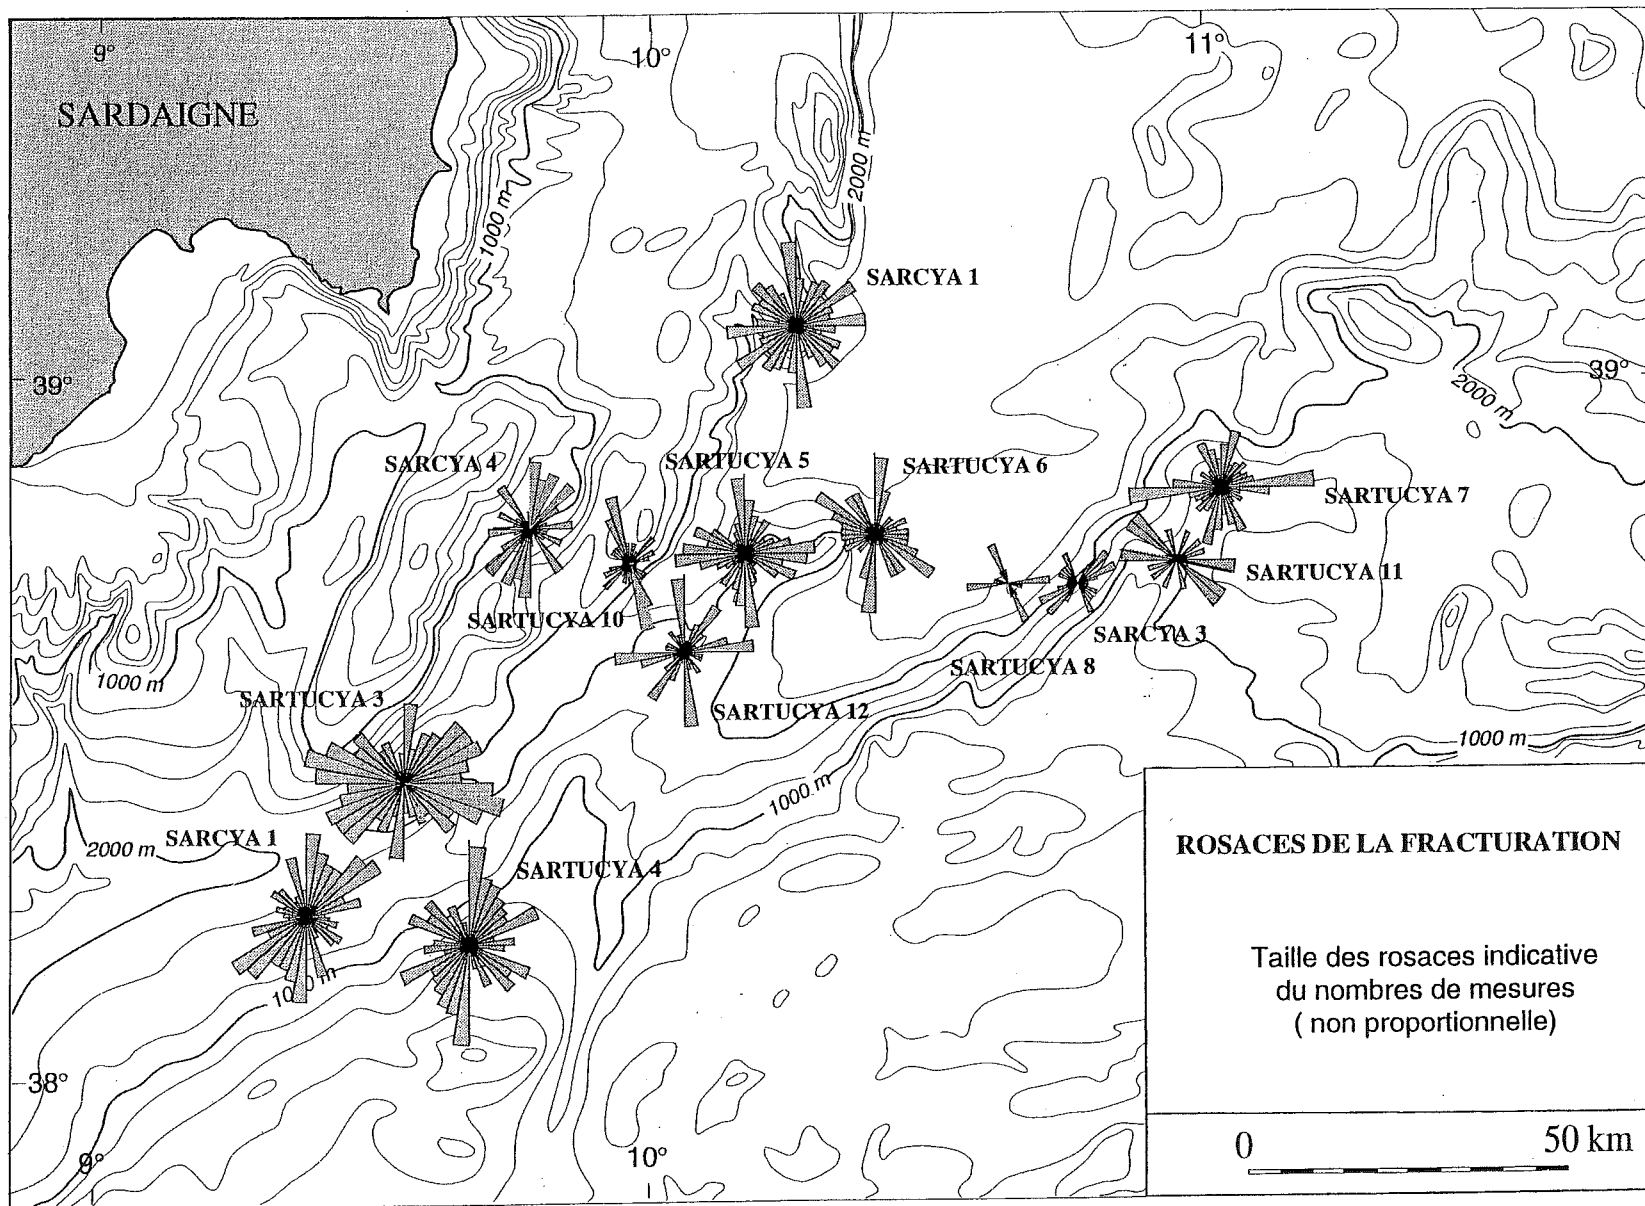 9°
10°
11°
SARDAIGNE
2000 m
1000 m
SARCYA 1
39°
39°
2000 m
SARCYA 4
SARTUCYA 5
SARTUCYA 6
SARTUCYA 7
SARTUCYA 11
SARTUCYA 10
SARCYA 3
SARTUCYA 8
1000 m
SARTUCYA 3
SARTUCYA 12
1000 m
1000 m
SARCYA 1
2000 m
SARTUCYA 4
1000 m
ROSACES DE LA FRACTURATION
Taille des rosaces indicative
du nombres de mesures
( non proportionnelle)
38°
9°
10°
0
50 km